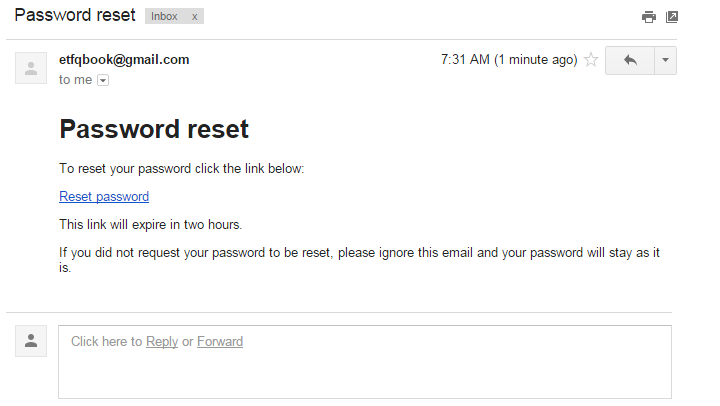 Password reset Inbox x
etfqbook@gmail.com 7:31 AM (1 minute ago)
to me
Password reset
To reset your password click the link below:
Reset password
This link will expire in two hours.
If you did not request your password to be reset, please ignore this email and your password will stay as it
is.
Click here to Reply or Forward